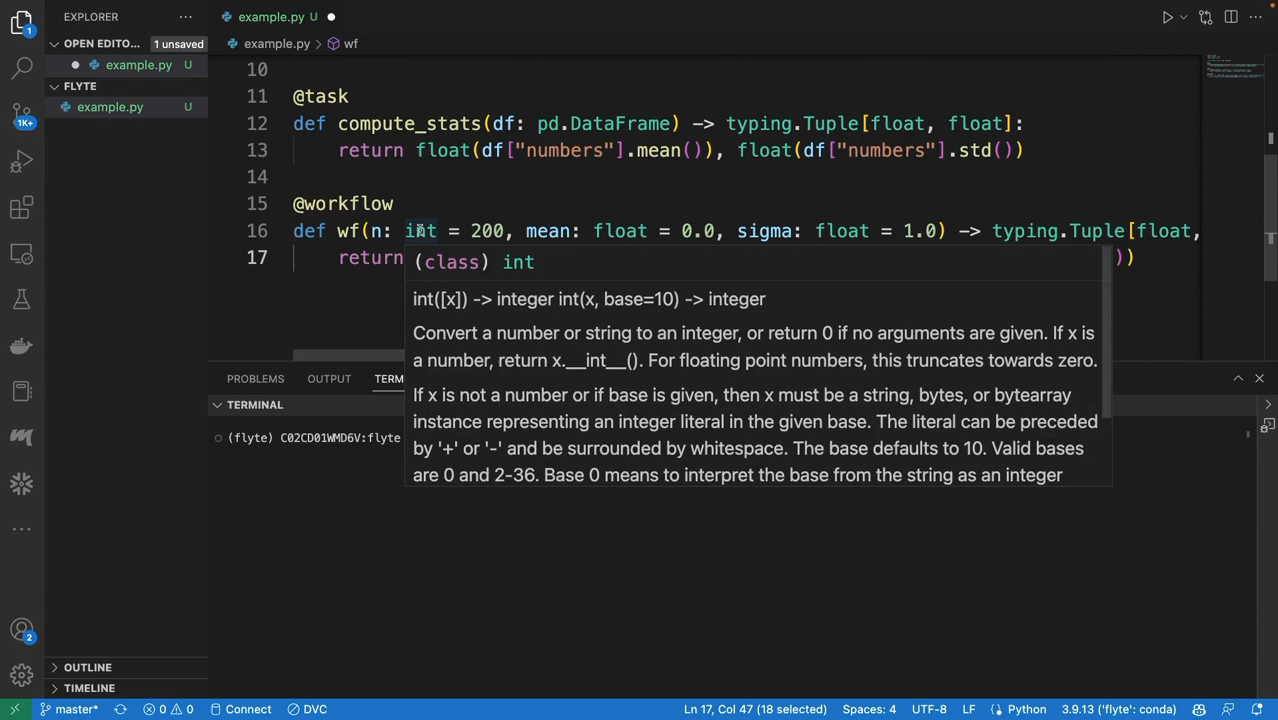 EXPLORER
example.py U
OPEN EDITO... 1 unsaved
example.py > wf
example.py U
FLYTE
example.py U
1
1K+
2
10
11 @task
12 def compute_stats(df: pd.DataFrame) -> typing.Tuple[float, float]:
13 return float(df["numbers"].mean()), float(df["numbers"].std())
14
15 @workflow
16 def wf(n: int = 200, mean: float = 0.0, sigma: float = 1.0) -> typing.Tuple[float,
17 return ))
(class) int
int([x]) -> integer int(x, base=10) -> integer
Convert a number or string to an integer, or return 0 if no arguments are given. If x is
a number, return x.__int__(). For floating point numbers, this truncates towards zero.
If x is not a number or if base is given, then x must be a string, bytes, or bytearray
instance representing an integer literal in the given base. The literal can be preceded
by '+' or '-' and be surrounded by whitespace. The base defaults to 10. Valid bases
are 0 and 2-36. Base 0 means to interpret the base from the string as an integer
PROBLEMS OUTPUT TERM
TERMINAL
(flyte) C02CD01WMD6V:flyte
OUTLINE
TIMELINE
master* 0 0 Connect DVC Ln 17, Col 47 (18 selected) Spaces: 4 UTF-8 LF Python 3.9.13 ('flyte': conda)